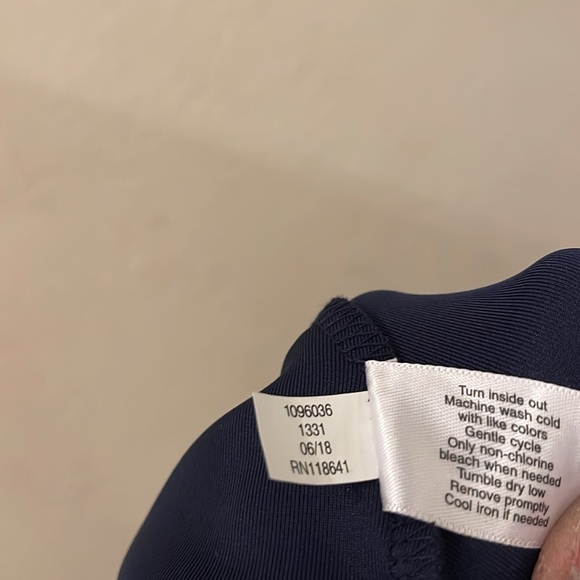 1096036
1331
06/18
RN118641
Turn inside out
Machine wash cold
with like colors
Gentle cycle
Only non-chlorine
bleach when needed
Tumble dry low
Remove promptly
Cool iron if needed